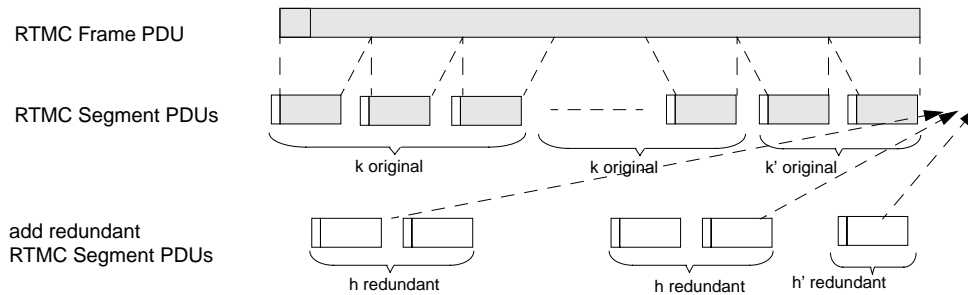 RTMC Frame PDU
RTMC Segment PDUs
k original
k original
k’ original
add redundant
RTMC Segment PDUs
h redundant
h redundant
h’ redundant